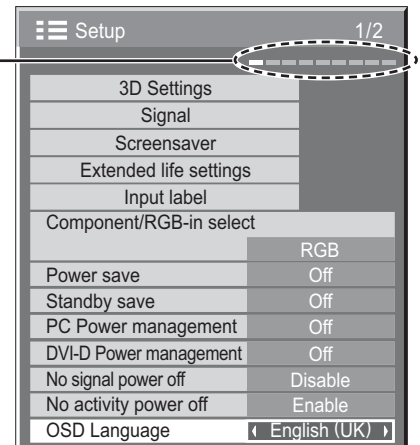 Setup 1/2
3D Settings
Signal
Screensaver
Extended life settings
Input label
Component/RGB-in select
RGB
Power save Off
Standby save Off
PC Power management Off
DVI-D Power management Off
No signal power off Disable
No activity power off Enable
OSD Language English (UK)